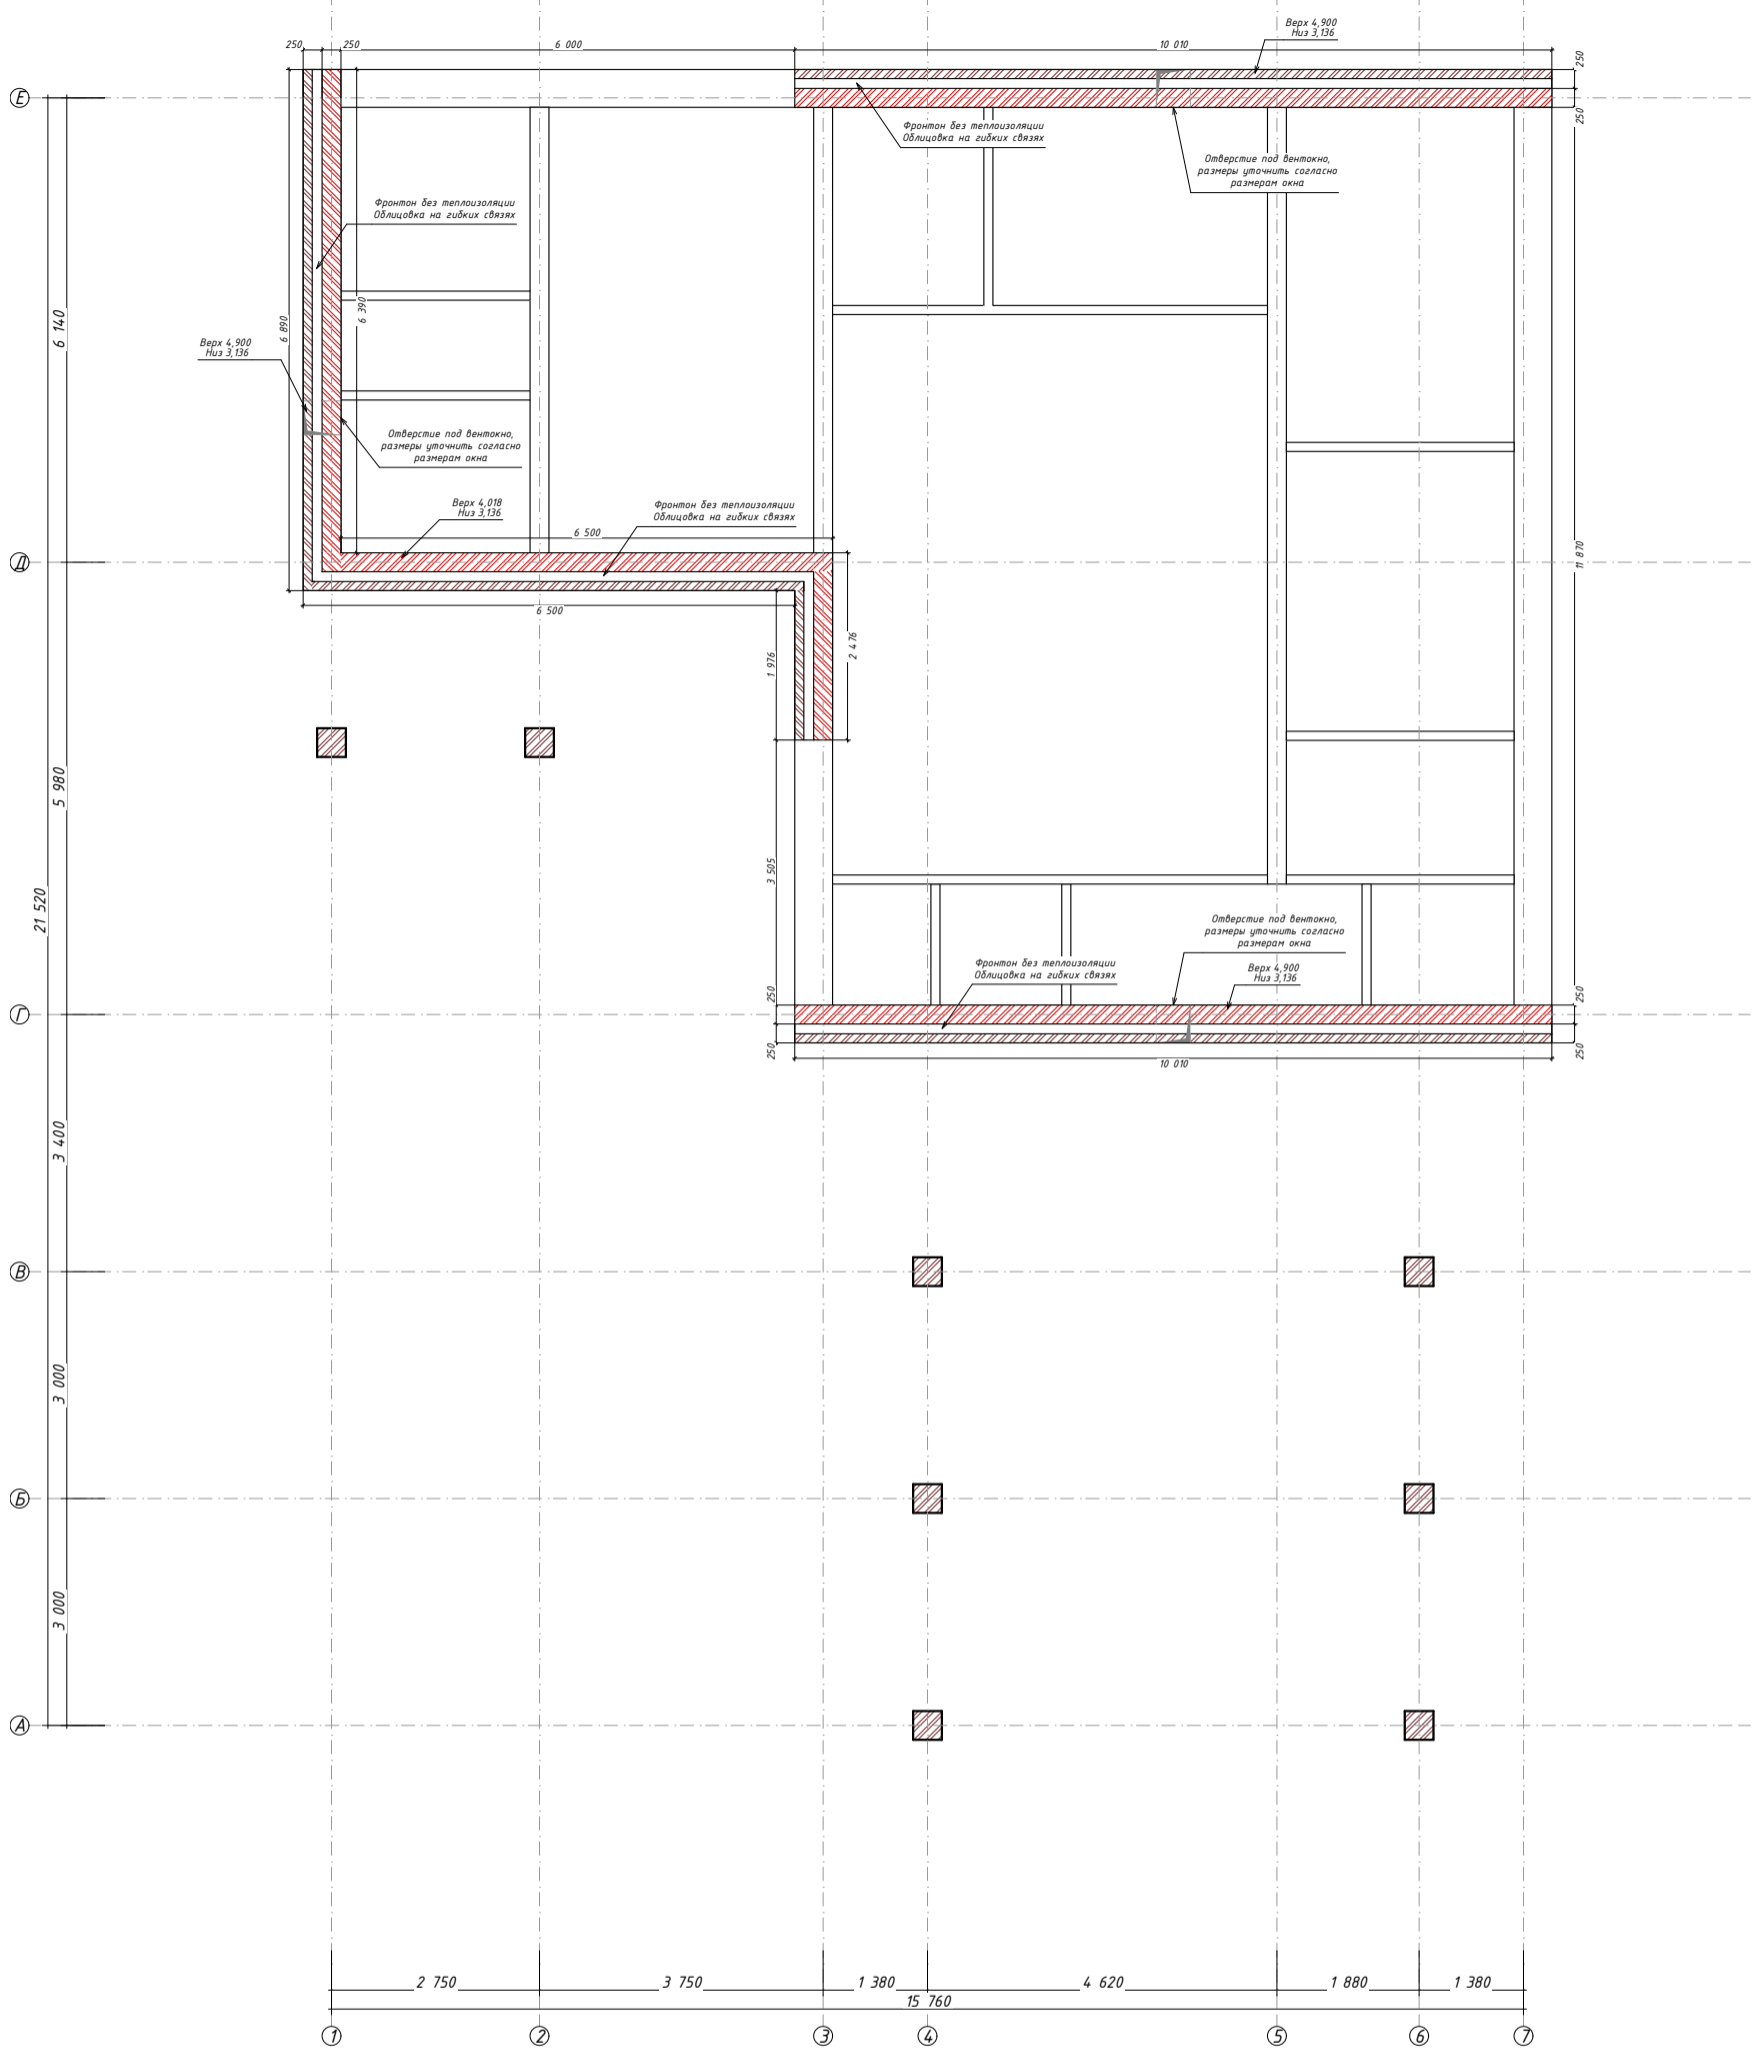 Верх 4,900
Низ 3,136
250
250
6 000
10 010
250
Е
250
Фронтон без теплоизоляции
Облицовка на гибких связях
Отверстие под вентокно,
размеры уточнить согласно
размерам окна
Фронтон без теплоизоляции
Облицовка на гибких связях
6 140
6 890
6 390
Верх 4,900
Низ 3,136
Отверстие под вентокно,
размеры уточнить согласно
размерам окна
Верх 4,018
Низ 3,136
Фронтон без теплоизоляции
Облицовка на гибких связях
6 500
Д
11 870
6 500
1 976
2 476
5 980
3 505
21 520
Отверстие под вентокно,
размеры уточнить согласно
размерам окна
Фронтон без теплоизоляции
Облицовка на гибких связях
Верх 4,900
Низ 3,136
250
250
Г
250
250
10 010
3 400
В
3 000
Б
3 000
А
2 750
3 750
1 380
4 620
1 880
1 380
15 760
1
2
3
4
5
6
7